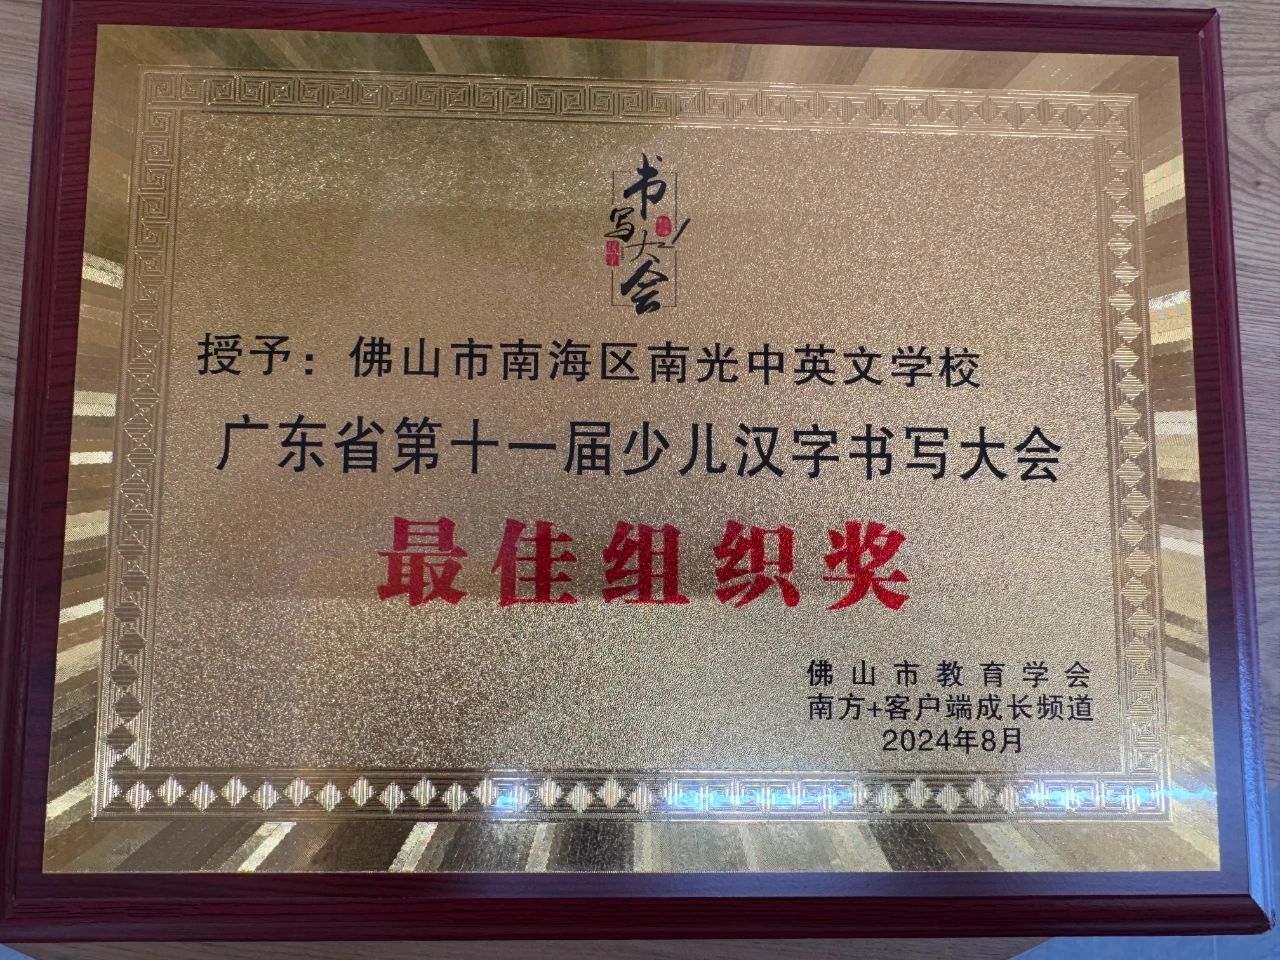 书写大会
授予：佛山市南海区南光中英文学校
广东省第十一届少儿汉字书写大会
最佳组织奖
佛山市教育学会
南方+客户端成长频道
2024年8月